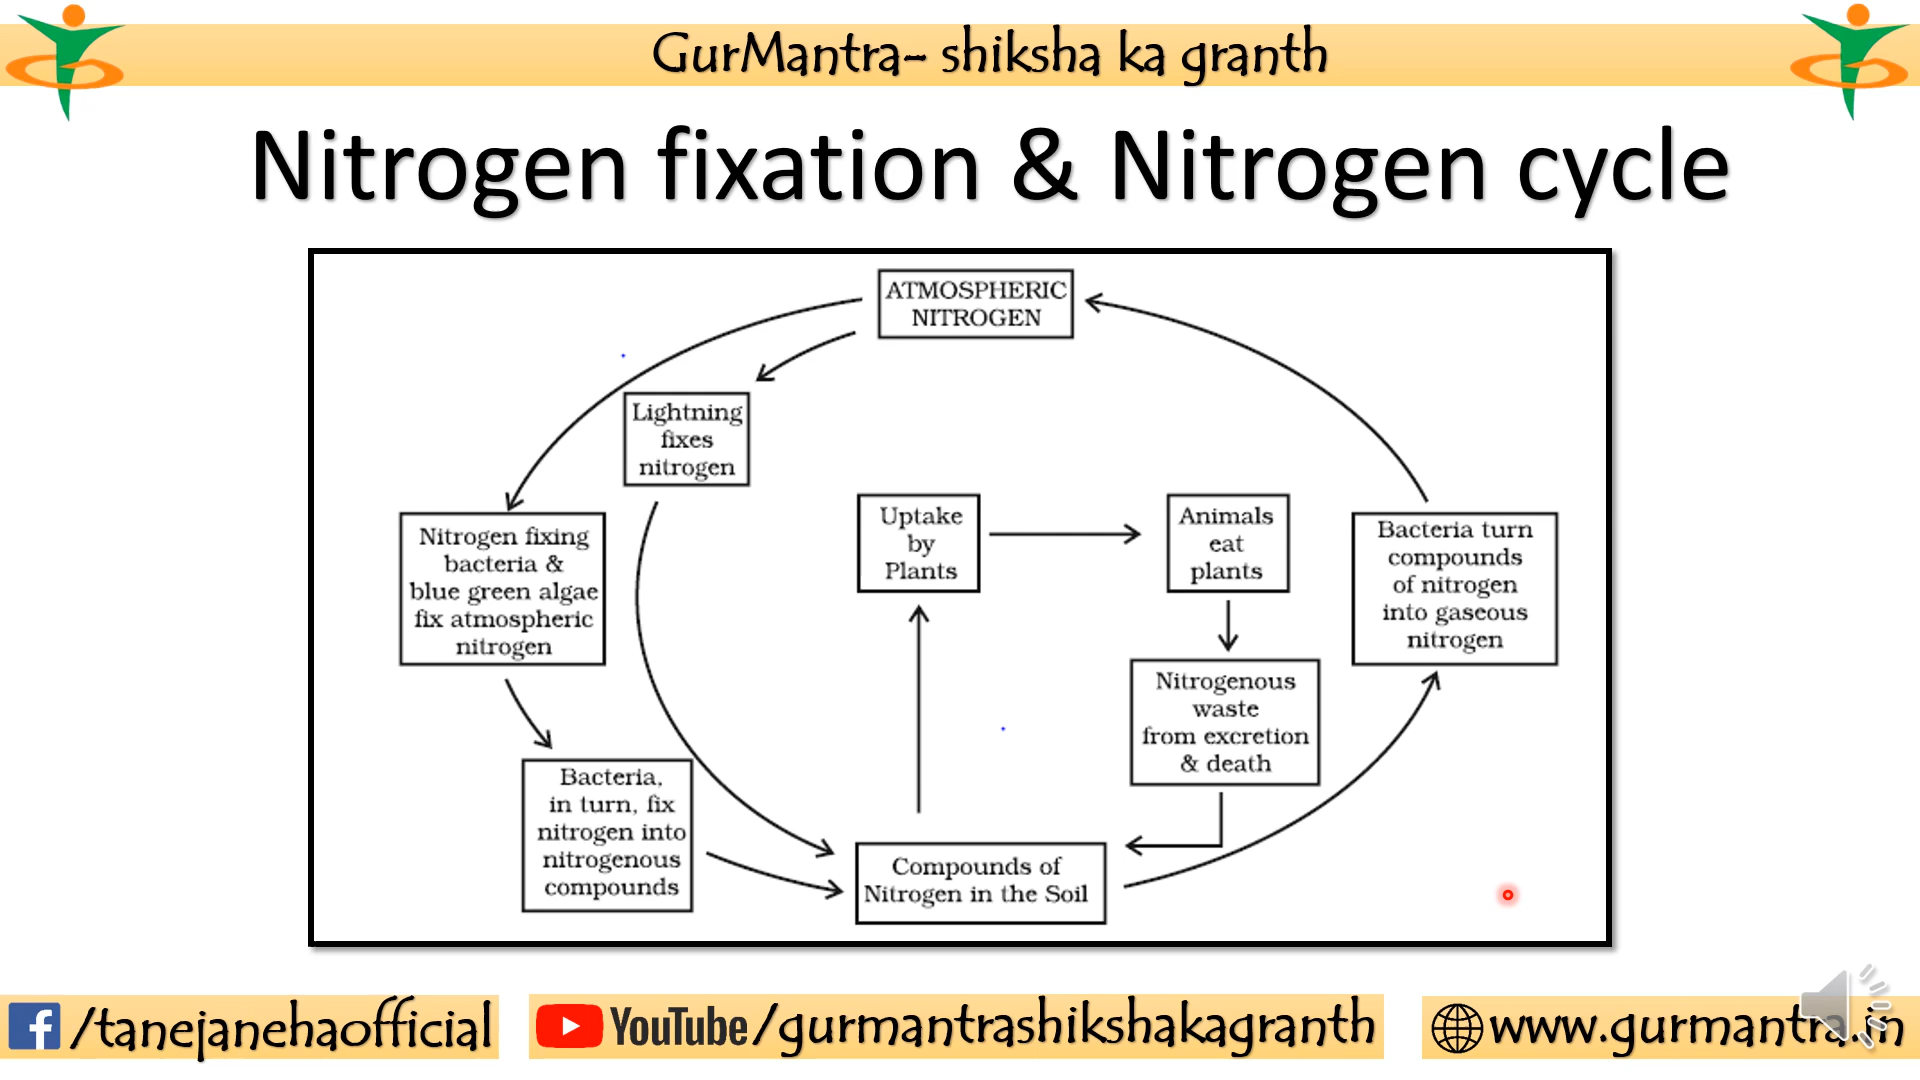 GurMantra- shiksha ka granth
Nitrogen fixation & Nitrogen cycle
ATMOSPHERIC
NITROGEN
Lightning
fixes
nitrogen
Nitrogen fixing
bacteria &
blue green algae
fix atmospheric
nitrogen
Uptake
by
Plants
Animals
eat
plants
Bacteria turn
compounds
of nitrogen
into gaseous
nitrogen
Nitrogenous
waste
from excretion
& death
Bacteria,
in turn, fix
nitrogen into
nitrogenous
compounds
Compounds of
Nitrogen in the Soil
/tanejanehaofficial
YouTube/gurmantrashikshakagranth
www.gurmantra.in